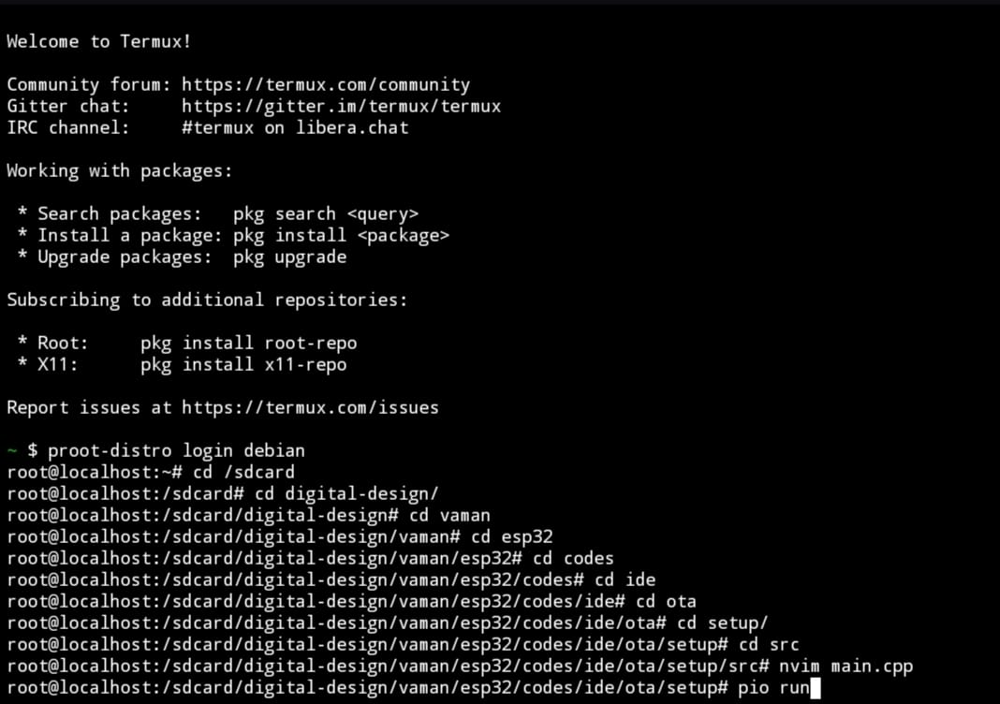 Welcome to Termux!
Community forum: https://termux.com/community
Gitter chat:     https://gitter.im/termux/termux
IRC channel:     #termux on libera.chat
Working with packages:
 * Search packages:   pkg search <query>
 * Install a package: pkg install <package>
 * Upgrade packages:  pkg upgrade
Subscribing to additional repositories:
 * Root:     pkg install root-repo
 * X11:      pkg install x11-repo
Report issues at https://termux.com/issues
~ $ proot-distro login debian
root@localhost:~# cd /sdcard
root@localhost:/sdcard# cd digital-design/
root@localhost:/sdcard/digital-design# cd vaman
root@localhost:/sdcard/digital-design/vaman# cd esp32
root@localhost:/sdcard/digital-design/vaman/esp32# cd codes
root@localhost:/sdcard/digital-design/vaman/esp32/codes# cd ide
root@localhost:/sdcard/digital-design/vaman/esp32/codes/ide# cd ota
root@localhost:/sdcard/digital-design/vaman/esp32/codes/ide/ota# cd setup/
root@localhost:/sdcard/digital-design/vaman/esp32/codes/ide/ota/setup# cd src
root@localhost:/sdcard/digital-design/vaman/esp32/codes/ide/ota/setup/src# nvim main.cpp
root@localhost:/sdcard/digital-design/vaman/esp32/codes/ide/ota/setup# pio run